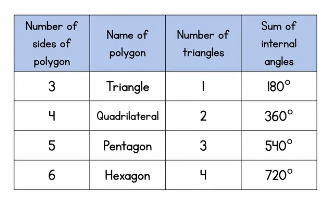 Number of sides of polygon | Name of polygon | Number of triangles | Sum of internal angles
3 | Triangle | 1 | 180°
4 | Quadrilateral | 2 | 360°
5 | Pentagon | 3 | 540°
6 | Hexagon | 4 | 720°